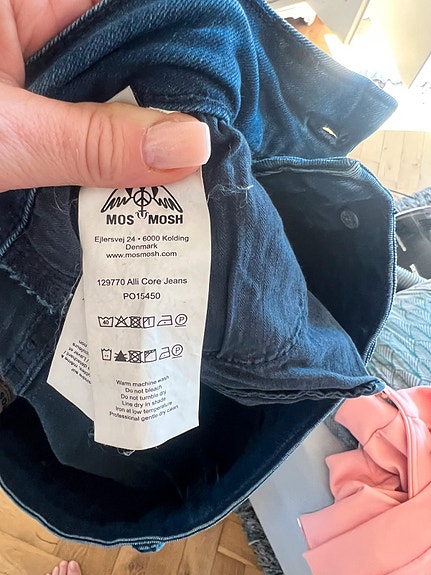 MOS MOSH
Ejlersvej 24 • 6000 Kolding
Denmark
www.mosmosh.com
129770 Alli Core Jeans
PO15450
Warm machine wash
Do not bleach
Do not tumble dry
Line dry in shade
Iron at low temperature
Professional gentle dry clean